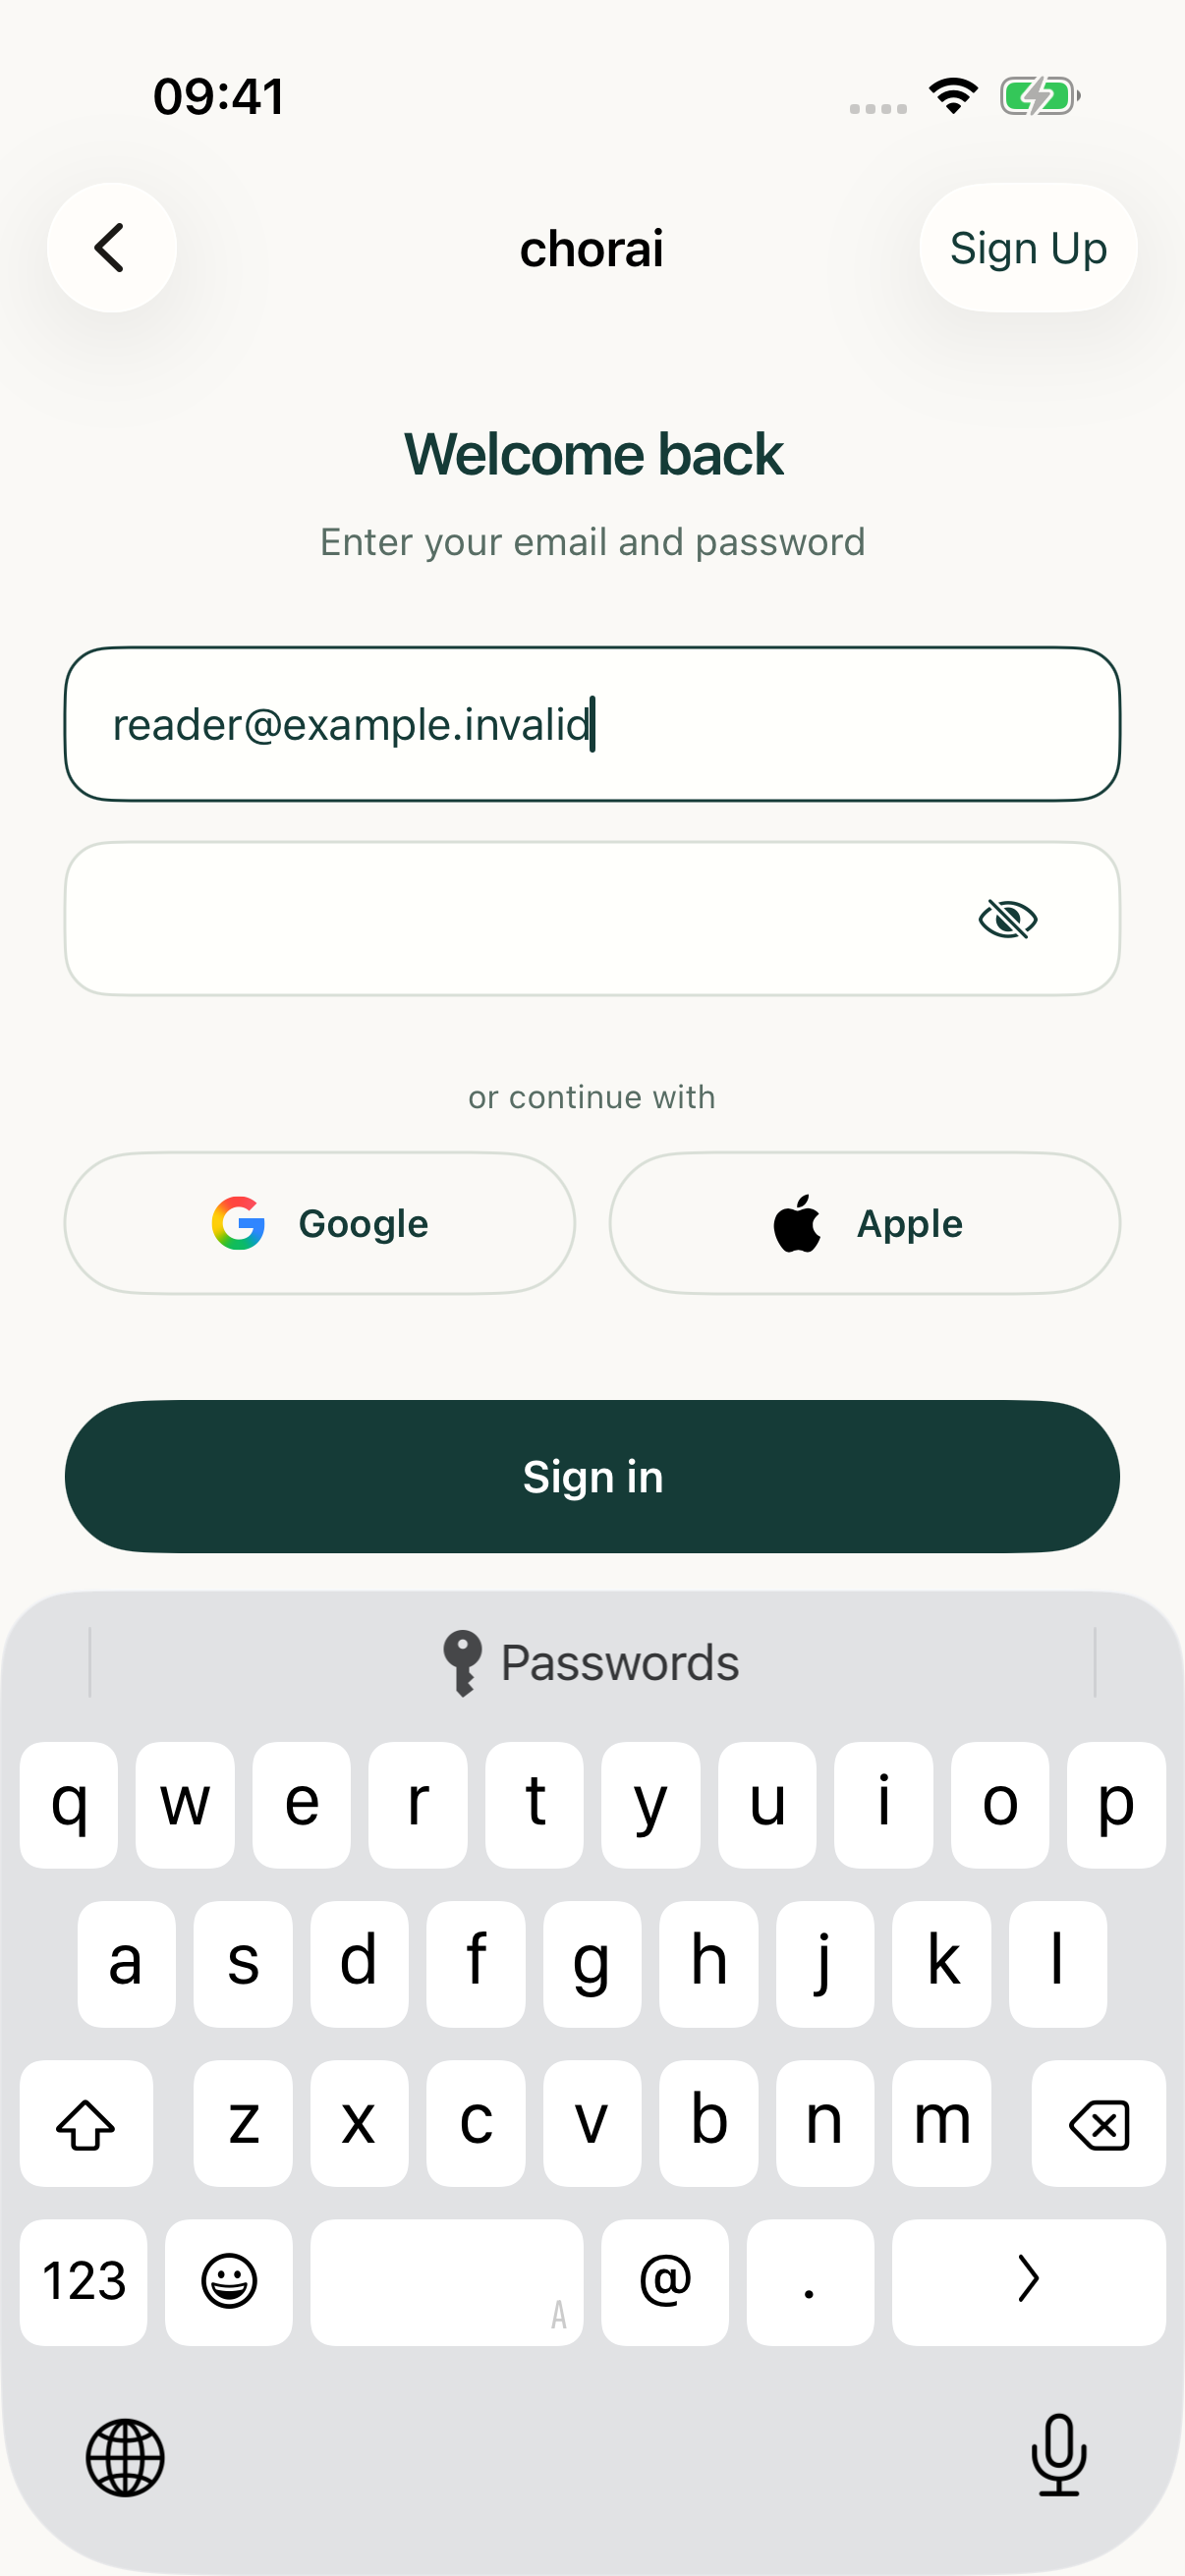 09:41
chorai
Sign Up
Welcome back
Enter your email and password
reader@example.invalid
or continue with
Google
Apple
Sign in
Passwords
q w e r t y u i o p
a s d f g h j k l
z x c v b n m
123 A @ .